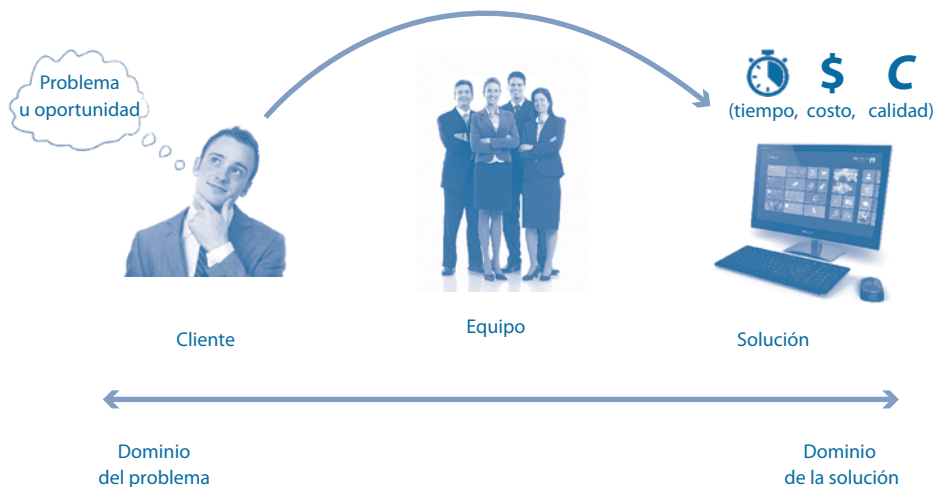 Problema
u oportunidad
$ C
(tiempo, costo, calidad)
Cliente
Equipo
Solución
Dominio
del problema
Dominio
de la solución